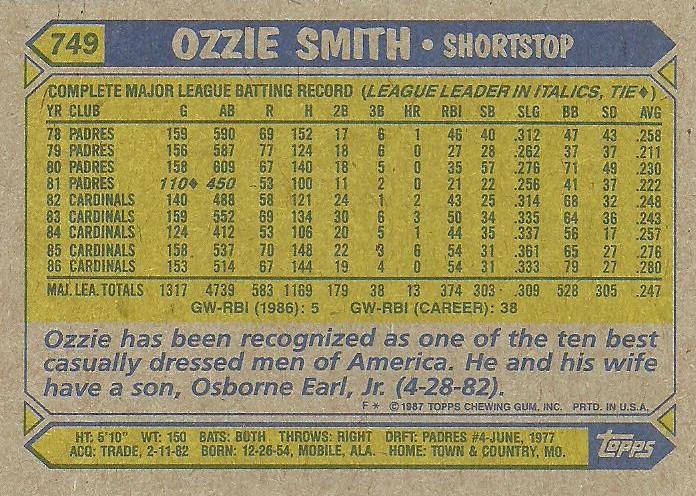 749 OZZIE SMITH • SHORTSTOP
COMPLETE MAJOR LEAGUE BATTING RECORD (LEAGUE LEADER IN ITALICS, TIE♦)
YR CLUB G AB R H 2B 3B HR RBI SB SLG BB SO AVG
78 PADRES 159 590 69 152 17 6 1 46 40 .312 47 43 .258
79 PADRES 156 587 77 124 18 6 0 27 28 .262 37 37 .211
80 PADRES 158 609 67 140 18 5 0 35 57 .276 71 49 .230
81 PADRES 110♦ 450 53 100 11 2 0 21 22 .256 41 37 .222
82 CARDINALS 140 488 58 121 24 1 2 43 25 .314 68 32 .248
83 CARDINALS 159 552 69 134 30 6 3 50 34 .335 64 36 .243
84 CARDINALS 124 412 53 106 20 5 1 44 35 .337 56 17 .257
85 CARDINALS 158 537 70 148 22 3 6 54 31 .361 65 27 .276
86 CARDINALS 153 514 67 144 19 4 0 54 31 .333 79 27 .280
MAJ. LEA. TOTALS 1317 4739 583 1169 179 38 13 374 303 .309 528 305 .247
GW-RBI (1986): 5 GW-RBI (CAREER): 38
Ozzie has been recognized as one of the ten best
casually dressed men of America. He and his wife
have a son, Osborne Earl, Jr. (4-28-82).
F * © 1987 TOPPS CHEWING GUM, INC. PRTD. IN U.S.A.
HT: 5'10" WT: 150 BATS: BOTH THROWS: RIGHT DRFT: PADRES #4-JUNE, 1977
ACQ: TRADE, 2-11-82 BORN: 12-26-54, MOBILE, ALA. HOME: TOWN & COUNTRY, MO.
topps